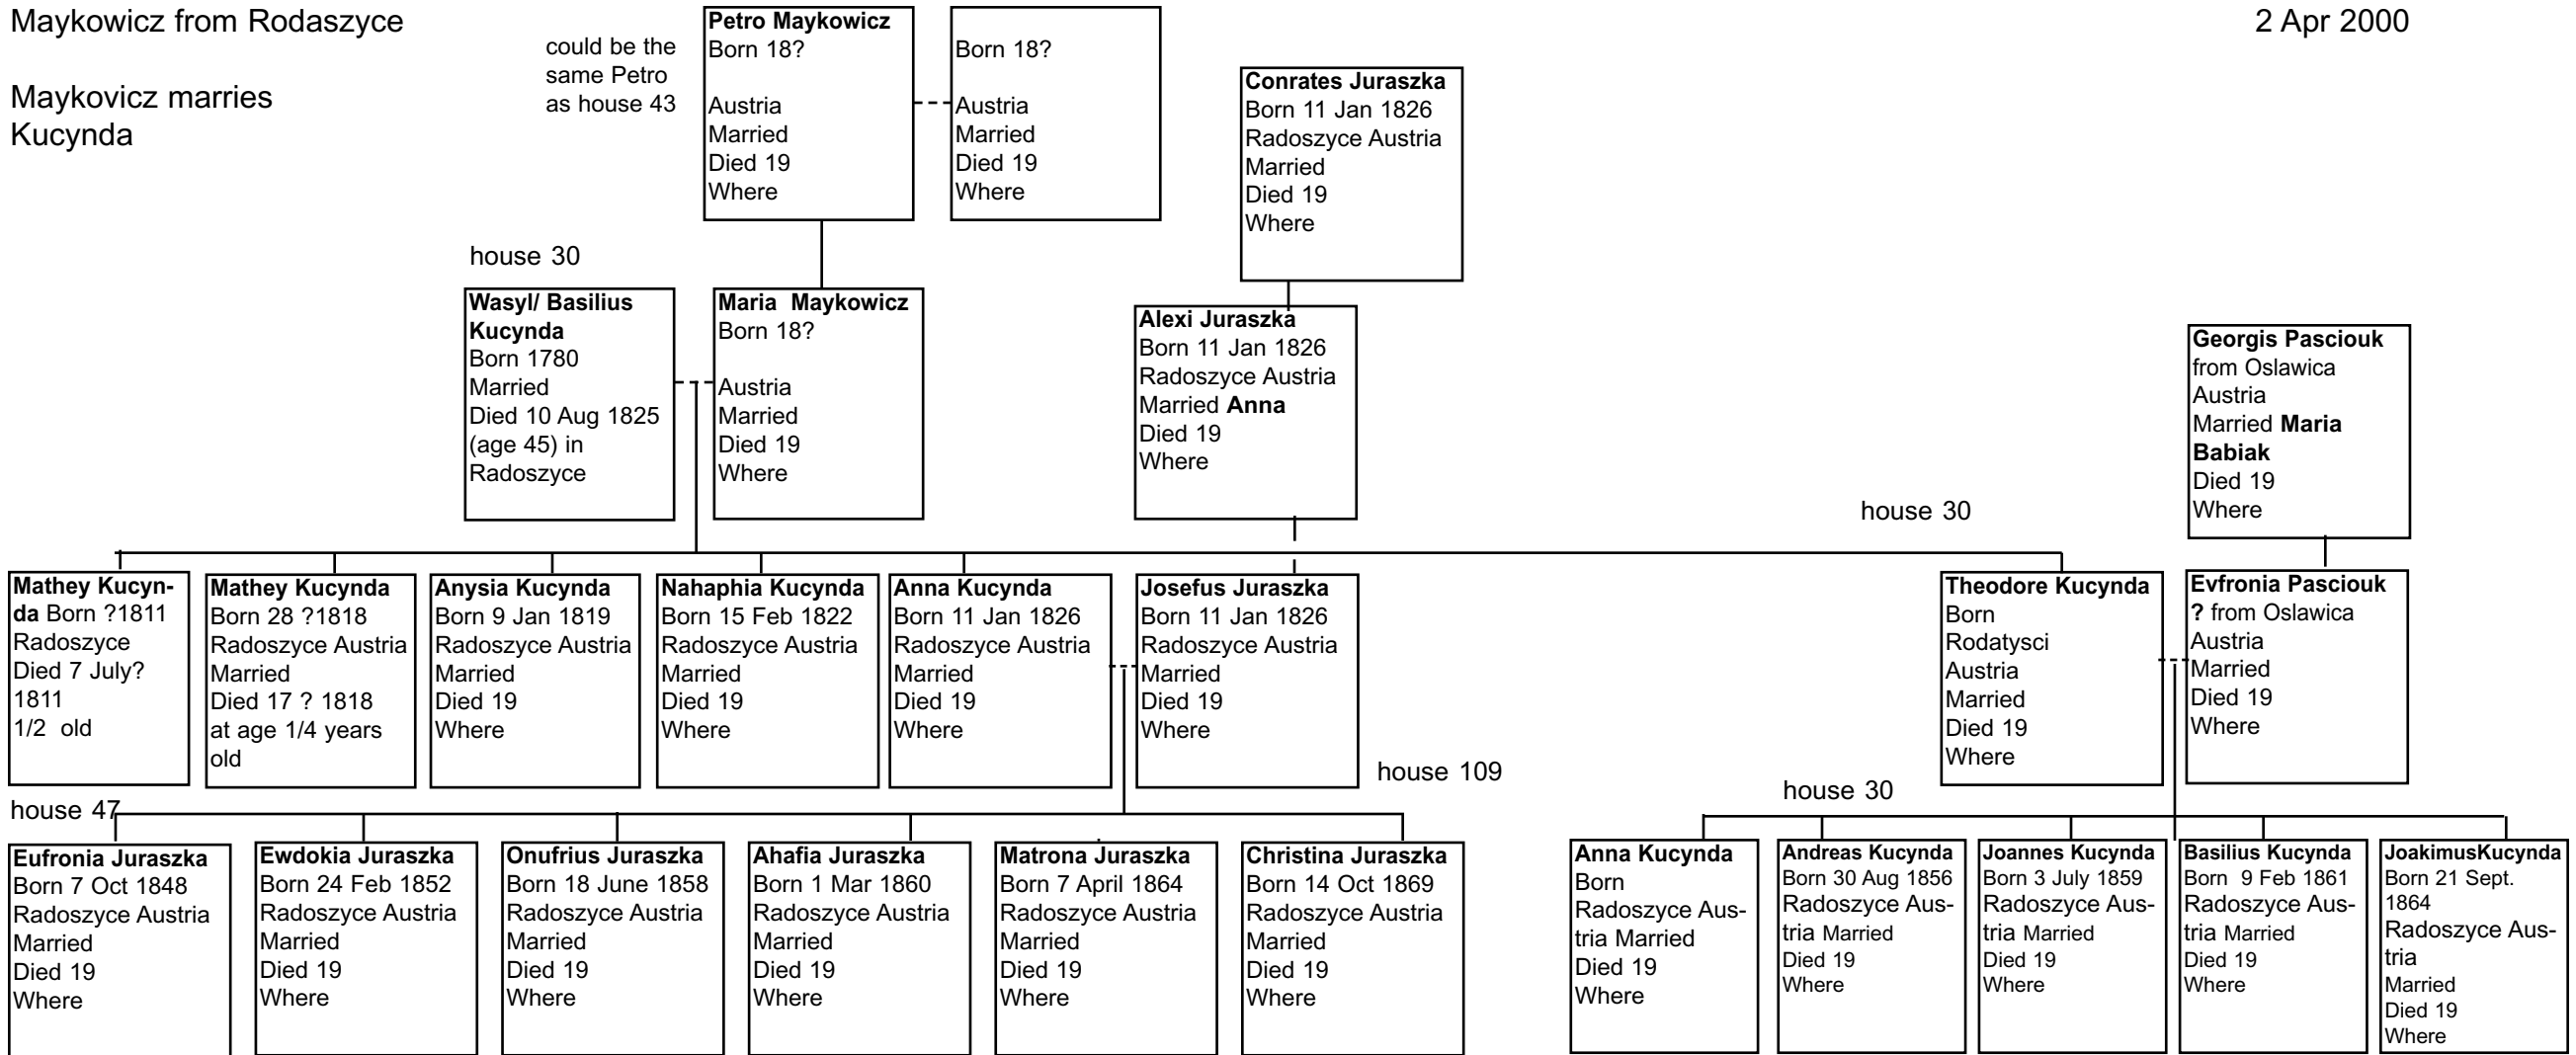 Maykowicz from Rodaszyce
Maykovicz marries
Kucynda
2 Apr 2000
could be the
same Petro
as house 43
Petro Maykowicz
Born 18?
Austria
Married
Died 19
Where
Born 18?
Austria
Married
Died 19
Where
Conrates Juraszka
Born 11 Jan 1826
Radoszyce Austria
Married
Died 19
Where
house 30
Wasyl/ Basilius
Kucynda
Born 1780
Married
Died 10 Aug 1825
(age 45) in
Radoszyce
Maria Maykowicz
Born 18?
Austria
Married
Died 19
Where
Alexi Juraszka
Born 11 Jan 1826
Radoszyce Austria
Married Anna
Died 19
Where
Georgis Pasciouk
from Oslawica
Austria
Married Maria
Babiak
Died 19
Where
house 30
Mathey Kucyn-
da Born ?1811
Radoszyce
Died 7 July?
1811
1/2 old
Mathey Kucynda
Born 28 ?1818
Radoszyce Austria
Married
Died 17 ? 1818
at age 1/4 years
old
Anysia Kucynda
Born 9 Jan 1819
Radoszyce Austria
Married
Died 19
Where
Nahaphia Kucynda
Born 15 Feb 1822
Radoszyce Austria
Married
Died 19
Where
Anna Kucynda
Born 11 Jan 1826
Radoszyce Austria
Married
Died 19
Where
Josefus Juraszka
Born 11 Jan 1826
Radoszyce Austria
Married
Died 19
Where
Theodore Kucynda
Born
Rodatysci
Austria
Married
Died 19
Where
Evfronia Pasciouk
? from Oslawica
Austria
Married
Died 19
Where
house 109
house 47
house 30
Eufronia Juraszka
Born 7 Oct 1848
Radoszyce Austria
Married
Died 19
Where
Ewdokia Juraszka
Born 24 Feb 1852
Radoszyce Austria
Married
Died 19
Where
Onufrius Juraszka
Born 18 June 1858
Radoszyce Austria
Married
Died 19
Where
Ahafia Juraszka
Born 1 Mar 1860
Radoszyce Austria
Married
Died 19
Where
Matrona Juraszka
Born 7 April 1864
Radoszyce Austria
Married
Died 19
Where
Christina Juraszka
Born 14 Oct 1869
Radoszyce Austria
Married
Died 19
Where
Anna Kucynda
Born
Radoszyce Aus-
tria Married
Died 19
Where
Andreas Kucynda
Born 30 Aug 1856
Radoszyce Aus-
tria Married
Died 19
Where
Joannes Kucynda
Born 3 July 1859
Radoszyce Aus-
tria Married
Died 19
Where
Basilius Kucynda
Born 9 Feb 1861
Radoszyce Aus-
tria Married
Died 19
Where
JoakimusKucynda
Born 21 Sept.
1864
Radoszyce Aus-
tria
Married
Died 19
Where